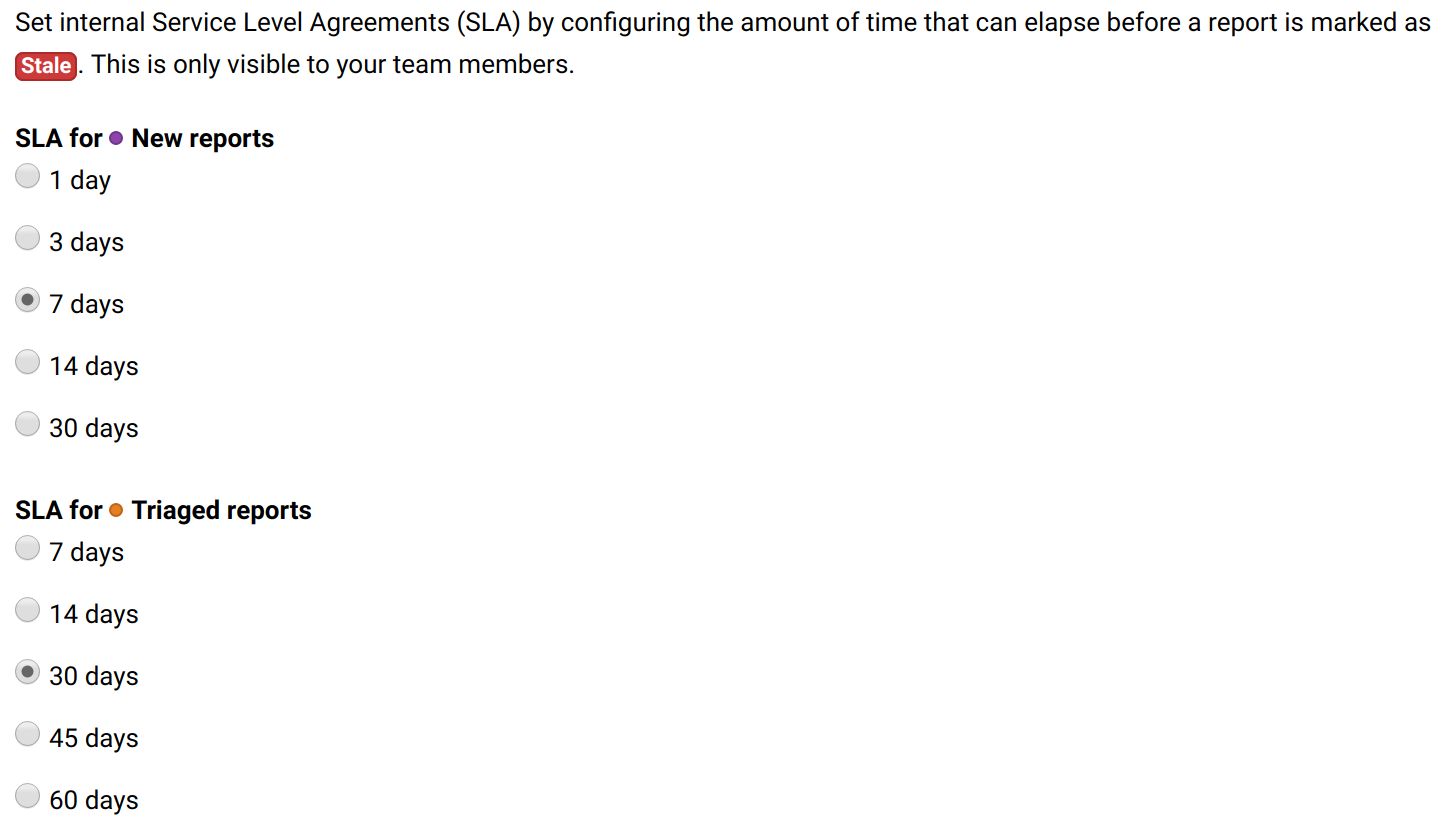 Set internal Service Level Agreements (SLA) by configuring the amount of time that can elapse before a report is marked as
Stale. This is only visible to your team members.
SLA for New reports
1 day
3 days
7 days
14 days
30 days
SLA for Triaged reports
7 days
14 days
30 days
45 days
60 days